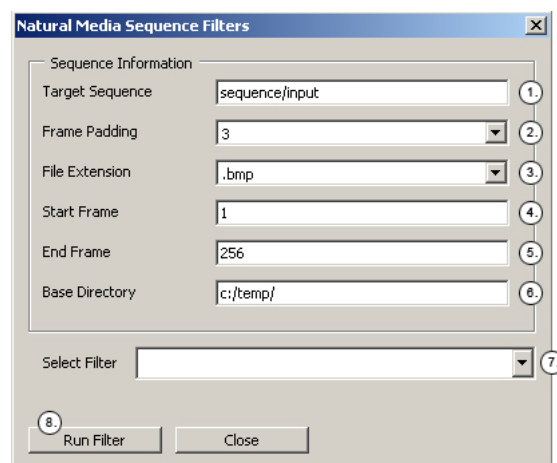 Natural Media Sequence Filters
Sequence Information
Target Sequence sequence/input 1.
Frame Padding 3 2.
File Extension .bmp 3.
Start Frame 1 4.
End Frame 256 5.
Base Directory c:/temp/ 6.
Select Filter 7
8.
Run Filter Close